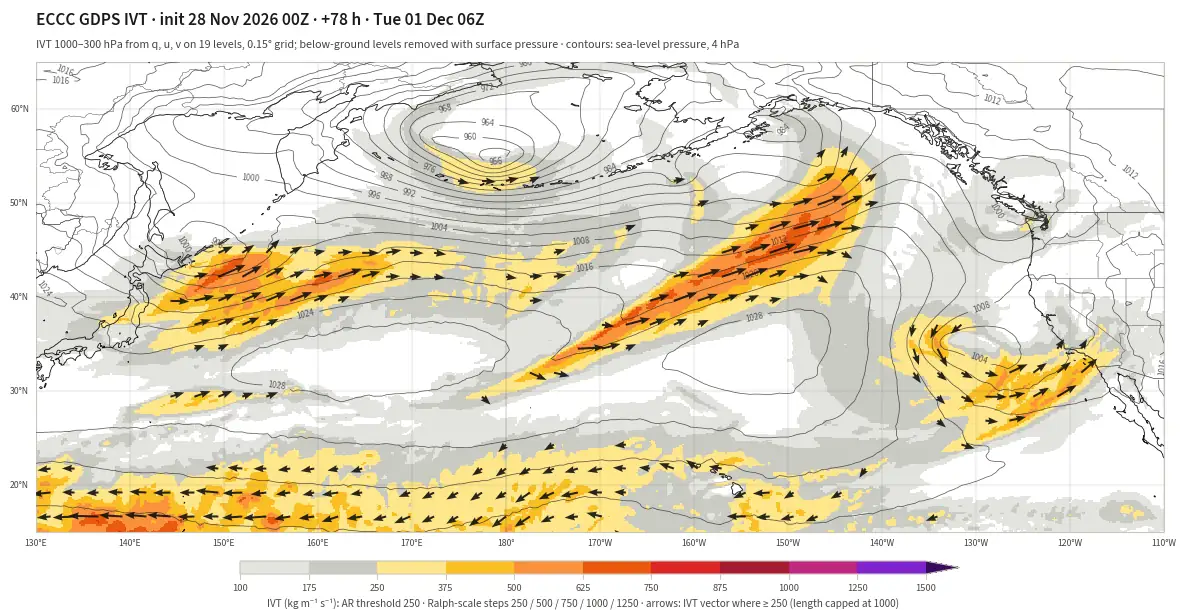 ECCC GDPS IVT · init 28 Nov 2026 00Z · +78 h · Tue 01 Dec 06Z
IVT 1000–300 hPa from q, u, v on 19 levels, 0.15° grid; below-ground levels removed with surface pressure · contours: sea-level pressure, 4 hPa
1016
1016
972
968
964
960
956
976
988
984
984
996
992
1000
1004
1008
1016
1000
1024
1024
1028
1012
1028
1012
1012
1000
1008
1004
1016
60°N
50°N
40°N
30°N
20°N
130°E
140°E
150°E
160°E
170°E
180°
170°W
160°W
150°W
140°W
130°W
120°W
110°W
100
175
250
375
500
625
750
875
1000
1250
1500
IVT (kg m⁻¹ s⁻¹): AR threshold 250 · Ralph-scale steps 250 / 500 / 750 / 1000 / 1250 · arrows: IVT vector where ≥ 250 (length capped at 1000)